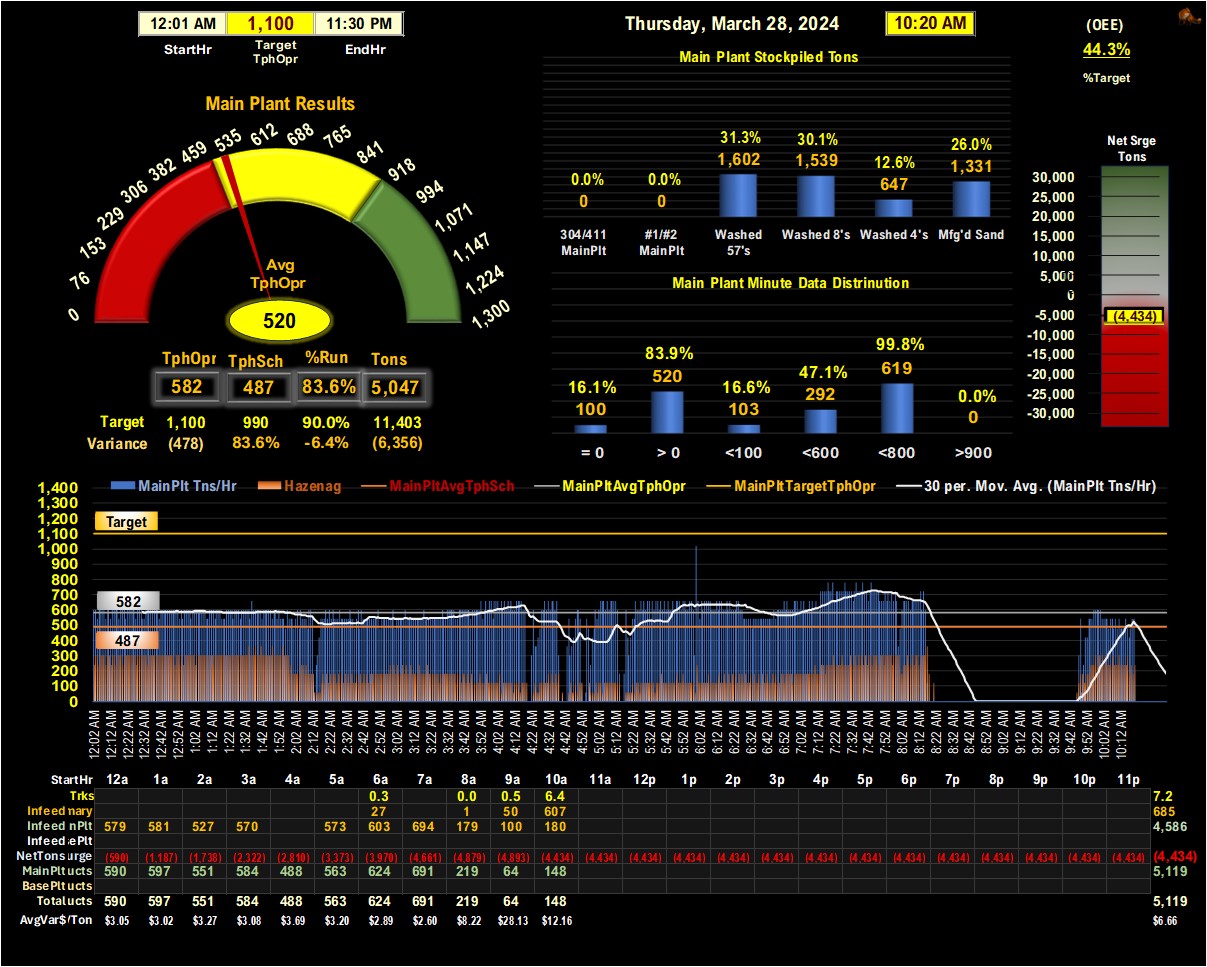 12:01 AM 1,100 11:30 PM
StartHr Target TphOpr EndHr
Thursday, March 28, 2024 10:20 AM
(OEE)
44.3%
%Target
Main Plant Results
0 76 153 229 306 382 459 535 612 688 765 841 918 994 1,071 1,147 1,224 1,300
Avg
TphOpr
520
TphOpr TphSch %Run Tons
582 487 83.6% 5,047
Target 1,100 990 90.0% 11,403
Variance (478) 83.6% -6.4% (6,356)
Main Plant Stockpiled Tons
0.0% 0.0% 31.3% 30.1% 12.6% 26.0%
0 0 1,602 1,539 647 1,331
304/411 MainPlt #1/#2 MainPlt Washed 57's Washed 8's Washed 4's Mfg'd Sand
Main Plant Minute Data Distrinution
16.1% 83.9% 16.6% 47.1% 99.8% 0.0%
100 520 103 292 619 0
= 0 > 0 <100 <600 <800 >900
Net Srge
Tons
30,000
25,000
20,000
15,000
10,000
5,000
0
-5,000
(4,434)
-10,000
-15,000
-20,000
-25,000
-30,000
MainPlt Tns/Hr Hazenag MainPltAvgTphSch MainPltAvgTphOpr MainPltTargetTphOpr 30 per. Mov. Avg. (MainPlt Tns/Hr)
1,400
1,300
1,200
1,100
1,000
900
800
700
600
500
400
300
200
100
0
Target
582
487
12:02 AM 12:12 AM 12:22 AM 12:32 AM 12:42 AM 12:52 AM 1:02 AM 1:12 AM 1:22 AM 1:32 AM 1:42 AM 1:52 AM 2:02 AM 2:12 AM 2:22 AM 2:32 AM 2:42 AM 2:52 AM 3:02 AM 3:12 AM 3:22 AM 3:32 AM 3:42 AM 3:52 AM 4:02 AM 4:12 AM 4:22 AM 4:32 AM 4:42 AM 4:52 AM 5:02 AM 5:12 AM 5:22 AM 5:32 AM 5:42 AM 5:52 AM 6:02 AM 6:12 AM 6:22 AM 6:32 AM 6:42 AM 6:52 AM 7:02 AM 7:12 AM 7:22 AM 7:32 AM 7:42 AM 7:52 AM 8:02 AM 8:12 AM 8:22 AM 8:32 AM 8:42 AM 8:52 AM 9:02 AM 9:12 AM 9:22 AM 9:32 AM 9:42 AM 9:52 AM 10:02 AM 10:12 AM
StartHr 12a 1a 2a 3a 4a 5a 6a 7a 8a 9a 10a 11a 12p 1p 2p 3p 4p 5p 6p 7p 8p 9p 10p 11p
Trks 0.3 0.0 0.5 6.4 7.2
Infeed nary 27 1 50 607 685
Infeed nPlt 579 581 527 570 573 603 694 179 100 180 4,586
Infeed ePlt
NetTons urge (590) (1,187) (1,738) (2,322) (2,810) (3,373) (3,970) (4,661) (4,879) (4,893) (4,434) (4,434) (4,434) (4,434) (4,434) (4,434) (4,434) (4,434) (4,434) (4,434) (4,434) (4,434) (4,434) (4,434) (4,434)
MainPlt ucts 590 597 551 584 488 563 624 691 219 64 148 5,119
BasePlt ucts
Total ucts 590 597 551 584 488 563 624 691 219 64 148 5,119
AvgVar$/Ton $3.05 $3.02 $3.27 $3.08 $3.69 $3.20 $2.89 $2.60 $8.22 $28.13 $12.16 $6.66